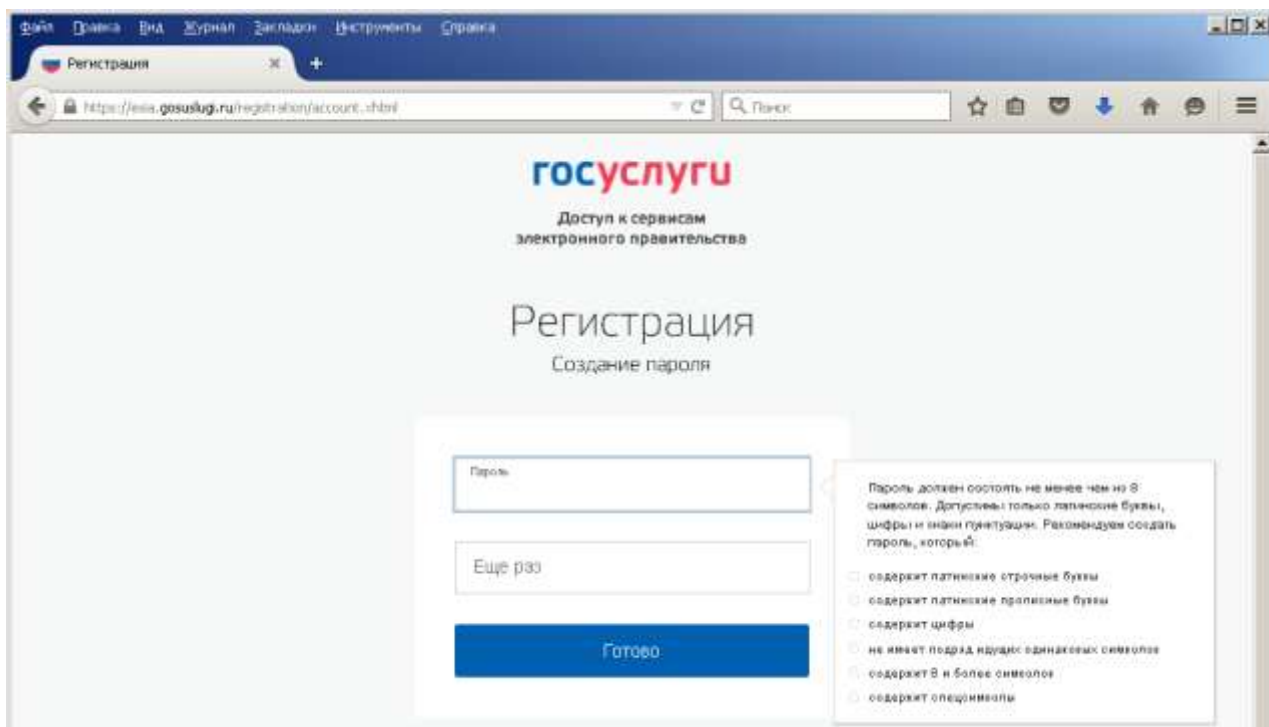 Файл Правка Вид Журнал Закладки Инструменты Справка
Регистрация
https://esia.gosuslugi.ru/registration/account.xhtml
Поиск
госуслуги
Доступ к сервисам
электронного правительства
Регистрация
Создание пароля
Пароль
Еще раз
Готово
Пароль должен состоять не менее чем из 8
символов. Допустимы только латинские буквы,
цифры и знаки пунктуации. Рекомендуем создать
пароль, который:
содержит латинские строчные буквы
содержит латинские прописные буквы
содержит цифры
не имеет подряд идущих одинаковых символов
содержит 8 и более символов
содержит спецсимволы